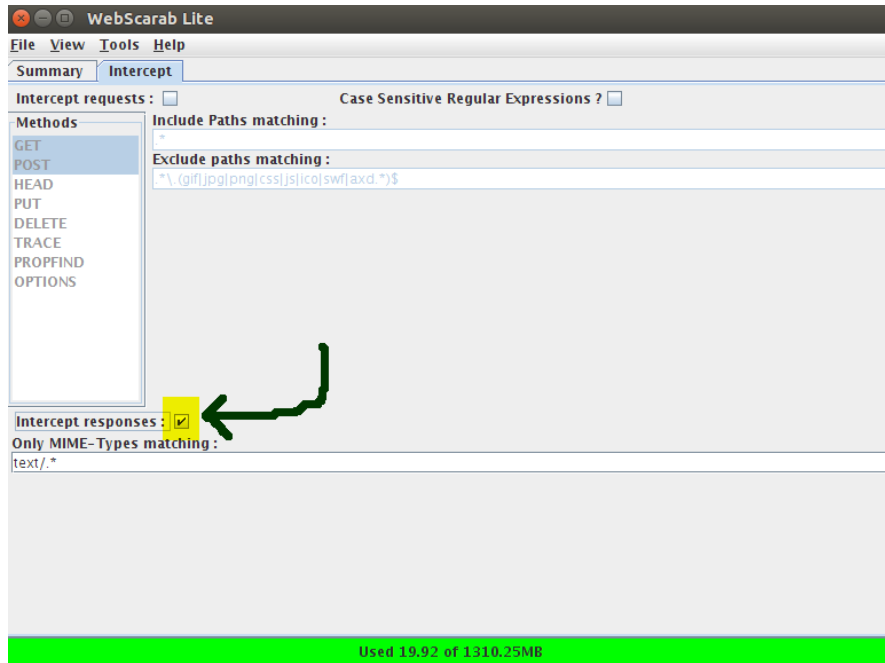 WebScarab Lite
File View Tools Help
Summary Intercept
Intercept requests : Case Sensitive Regular Expressions ?
Methods
Include Paths matching :
GET
.*
POST
Exclude paths matching :
HEAD
.*\.(gif|jpg|png|css|js|ico|swf|axd.*)$
PUT
DELETE
TRACE
PROPFIND
OPTIONS
Intercept responses :
Only MIME-Types matching :
text/.*
Used 19.92 of 1310.25MB